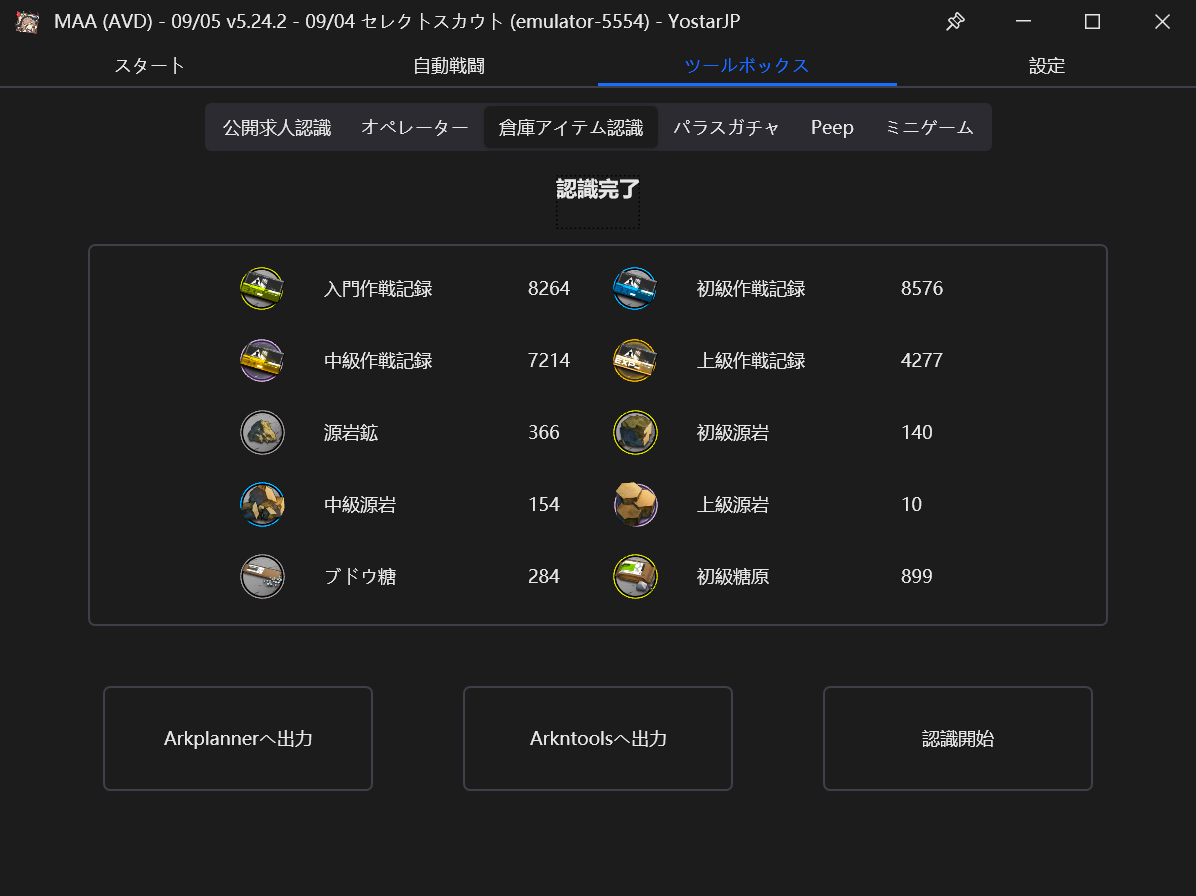 MAA (AVD) - 09/05 v5.24.2 - 09/04 セレクトスカウト (emulator-5554) - YostarJP
スタート 自動戦闘 ツールボックス 設定
公開求人認識 オペレーター 倉庫アイテム認識 パラスガチャ Peep ミニゲーム
認識完了
入門作戦記録 8264 初級作戦記録 8576
中級作戦記録 7214 上級作戦記録 4277
源岩鉱 366 初級源岩 140
中級源岩 154 上級源岩 10
ブドウ糖 284 初級糖原 899
Arkplannerへ出力 Arkntoolsへ出力 認識開始